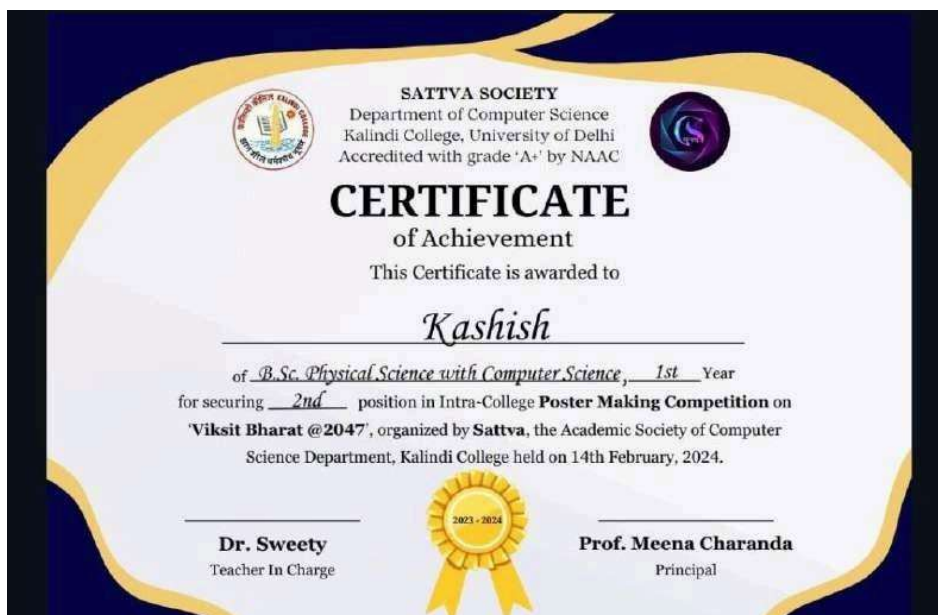 SATTVA SOCIETY
Department of Computer Science
Kalindi College, University of Delhi
Accredited with grade 'A+' by NAAC
CERTIFICATE
of Achievement
This Certificate is awarded to
Kashish
of B.Sc. Physical Science with Computer Science, 1st Year
for securing 2nd position in Intra-College Poster Making Competition on
'Viksit Bharat @2047', organized by Sattva, the Academic Society of Computer
Science Department, Kalindi College held on 14th February, 2024.
2023 - 2024
Dr. Sweety
Teacher In Charge
Prof. Meena Charanda
Principal